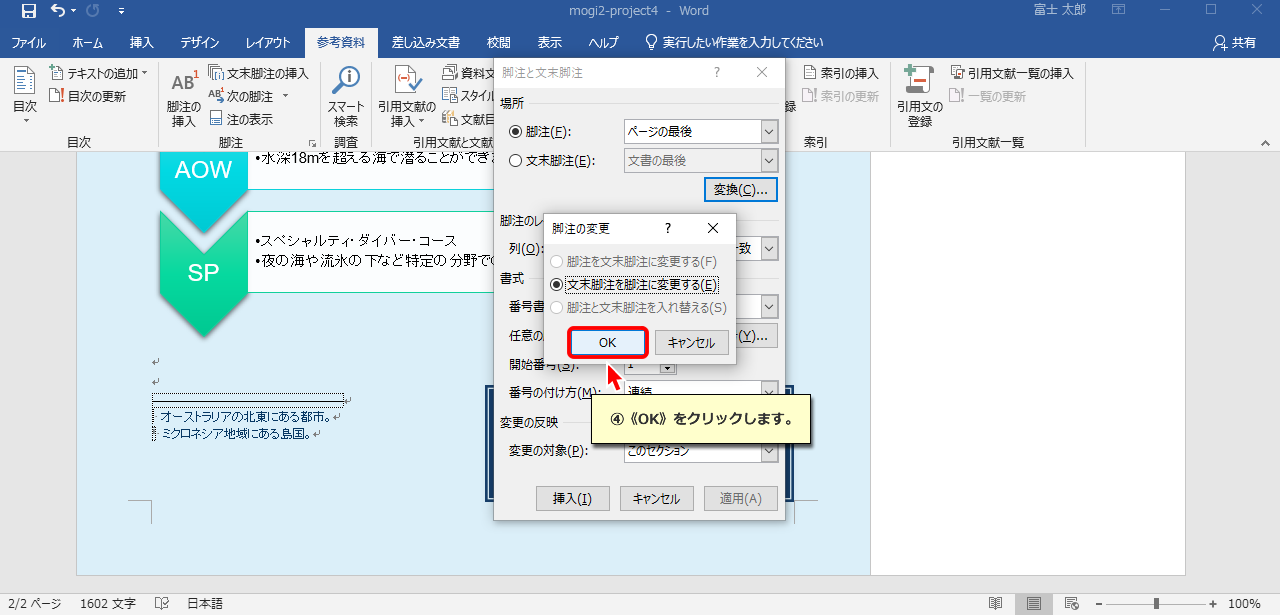 mogi2-project4 - Word
富士 太郎
ファイル ホーム 挿入 デザイン レイアウト 参考資料 差し込み文書 校閲 表示 ヘルプ 実行したい作業を入力してください 共有
目次
テキストの追加
目次の更新
目次
AB1
脚注の
挿入
文末脚注の挿入
次の脚注
注の表示
脚注
スマート
検索
調査
引用文献の
挿入
資料文
スタイル
文献目
引用文献と文献
録
索引の挿入
索引の更新
索引
引用文の
登録
引用文献一覧の挿入
一覧の更新
引用文献一覧
AOW
•水深18mを超える海で潜ることができま
SP
•スペシャルティ・ダイバー・コース
•夜の海や流氷の下など特定の分野での
オーストラリアの北東にある都市。
ミクロネシア地域にある島国。
脚注と文末脚注 ?
場所
脚注(F): ページの最後
文末脚注(E): 文書の最後
変換(C)...
脚注のレ
列(O): 一致
書式
番号書
任意の
(Y)...
開始番号(S): 1
番号の付け方(M): 連続
変更の反映
変更の対象(P): このセクション
挿入(I) キャンセル 適用(A)
脚注の変更 ?
脚注を文末脚注に変更する(F)
文末脚注を脚注に変更する(E)
脚注と文末脚注を入れ替える(S)
OK キャンセル
④《OK》をクリックします。
2/2 ページ 1602 文字 日本語 100%